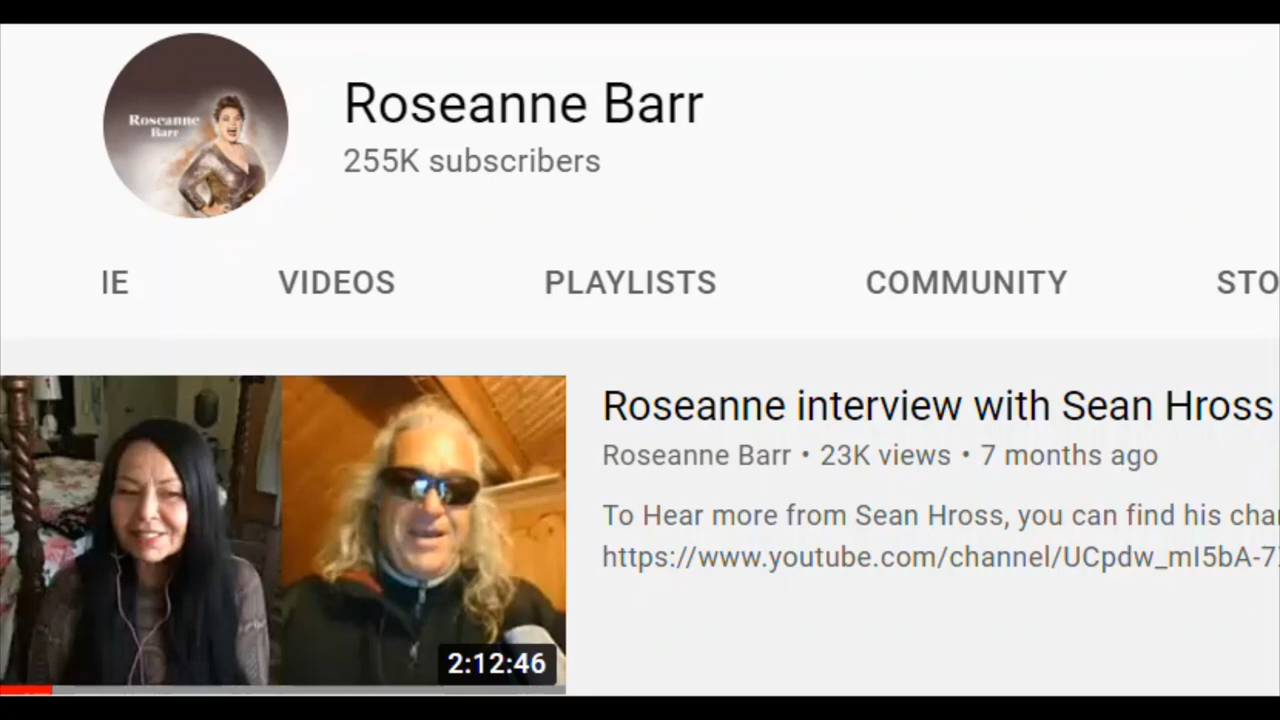 Roseanne
Barr
Roseanne Barr
255K subscribers
IE
VIDEOS
PLAYLISTS
COMMUNITY
STO
2:12:46
Roseanne interview with Sean Hross
Roseanne Barr • 23K views • 7 months ago
To Hear more from Sean Hross, you can find his cha
https://www.youtube.com/channel/UCpdw_mI5bA-7